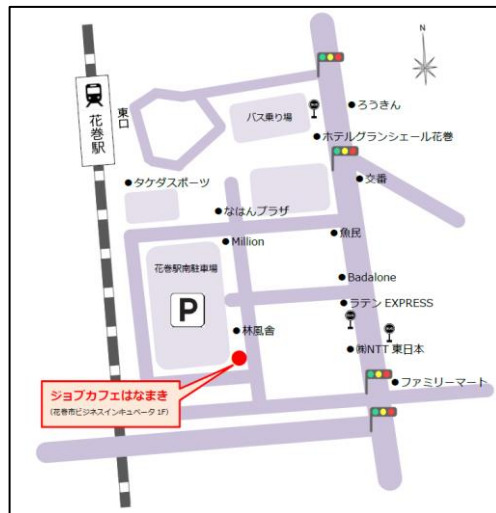 N
花巻駅
東口
バス乗り場
ろうきん
ホテルグランシェール花巻
交番
タケダスポーツ
なはんプラザ
魚民
Million
花巻駅南駐車場
P
Badalone
ラテン EXPRESS
林風舎
㈱NTT 東日本
ジョブカフェはなまき
(花巻市ビジネスインキュベータ 1F)
ファミリーマート